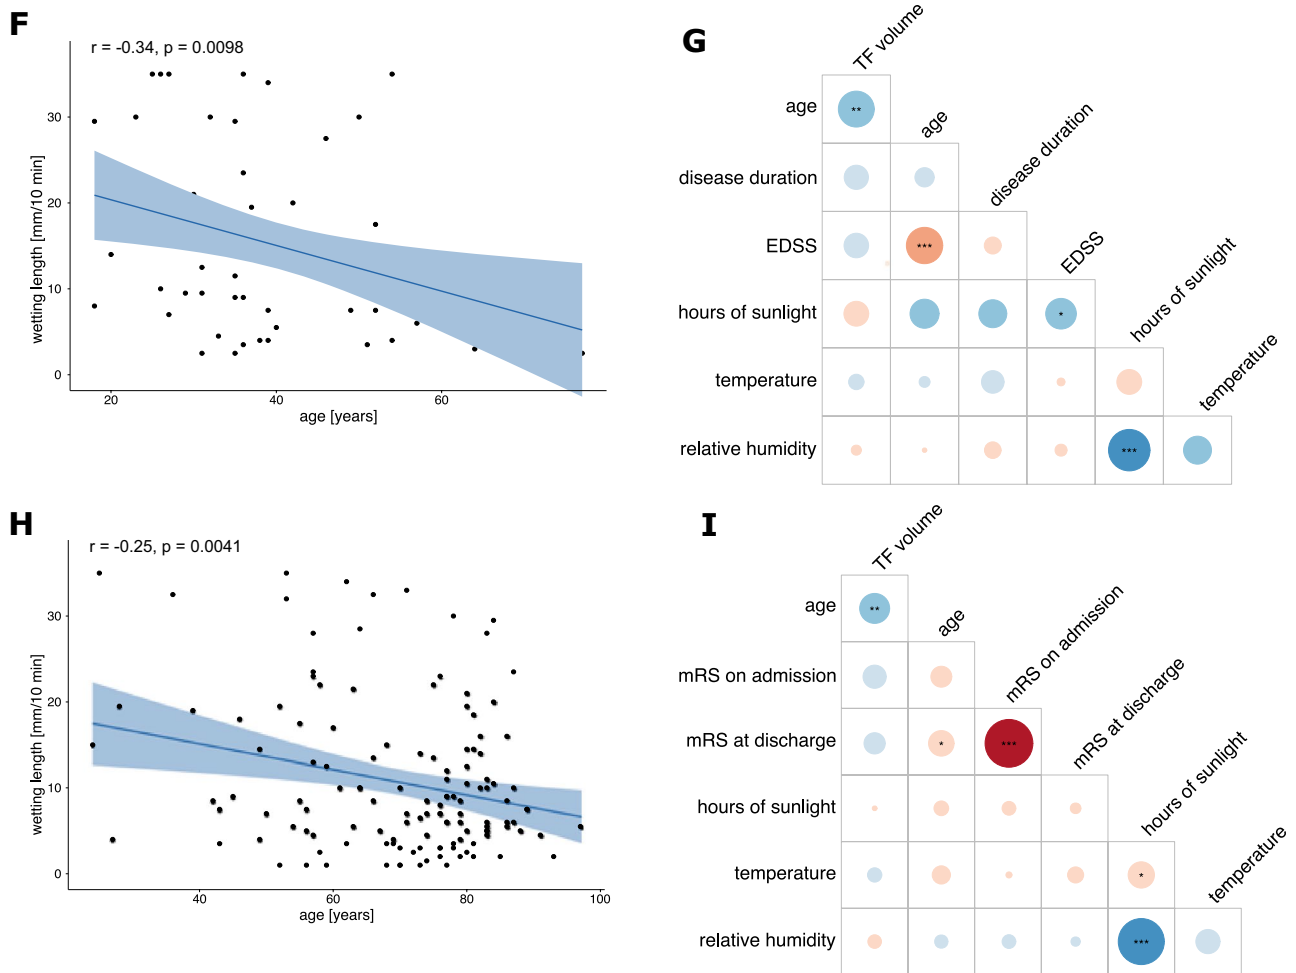 F
r = -0.34, p = 0.0098
wetting length [mm/10 min]
30
20
10
0
20
40
60
age [years]
G
TF volume
age
disease duration
EDSS
hours of sunlight
temperature
age
**
disease duration
EDSS
***
hours of sunlight
*
temperature
relative humidity
***
H
r = -0.25, p = 0.0041
wetting length [mm/10 min]
30
20
10
0
40
60
80
100
age [years]
I
TF volume
age
mRS on admission
mRS at discharge
hours of sunlight
temperature
age
**
mRS on admission
mRS at discharge
*
***
hours of sunlight
temperature
*
relative humidity
***